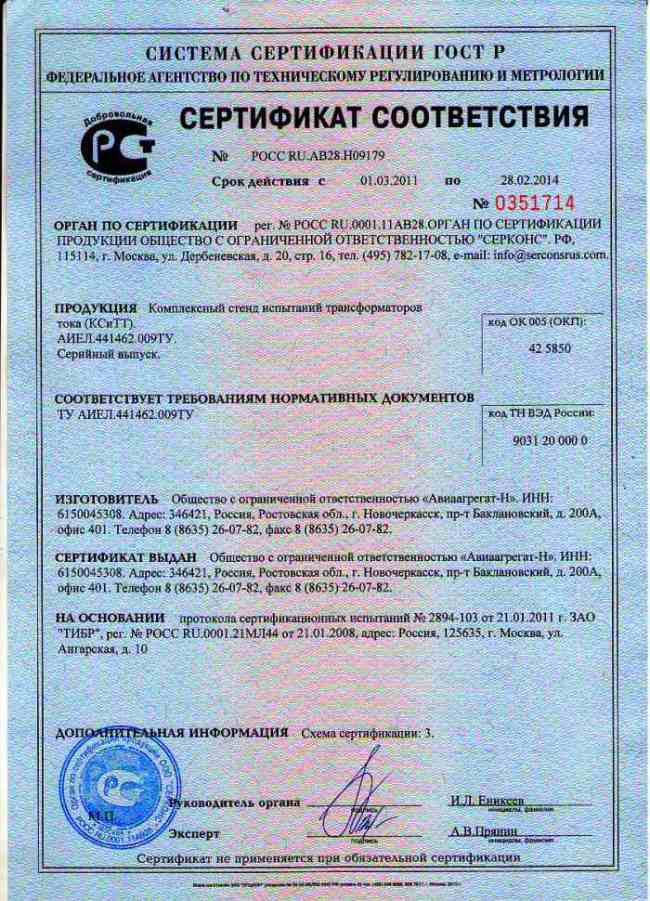 СИСТЕМА СЕРТИФИКАЦИИ ГОСТ Р
ФЕДЕРАЛЬНОЕ АГЕНТСТВО ПО ТЕХНИЧЕСКОМУ РЕГУЛИРОВАНИЮ И МЕТРОЛОГИИ
Добровольная
РСТ
сертификация
СЕРТИФИКАТ СООТВЕТСТВИЯ
№ РОСС RU.АВ28.Н09179
Срок действия с 01.03.2011 по 28.02.2014
№ 0351714
ОРГАН ПО СЕРТИФИКАЦИИ рег. № РОСС RU.0001.11АВ28.ОРГАН ПО СЕРТИФИКАЦИИ
ПРОДУКЦИИ ОБЩЕСТВО С ОГРАНИЧЕННОЙ ОТВЕТСТВЕННОСТЬЮ "СЕРКОНС". РФ,
115114, г. Москва, ул. Дербеневская, д. 20, стр. 16, тел. (495) 782-17-08, e-mail: info@serconsrus.com.
ПРОДУКЦИЯ Комплексный стенд испытаний трансформаторов
тока (КСиТТ).
АИЕЛ.441462.009ТУ.
Серийный выпуск.
код ОК 005 (ОКП):
42 5850
СООТВЕТСТВУЕТ ТРЕБОВАНИЯМ НОРМАТИВНЫХ ДОКУМЕНТОВ
ТУ АИЕЛ.441462.009ТУ
код ТН ВЭД России:
9031 20 000 0
ИЗГОТОВИТЕЛЬ Общество с ограниченной ответственностью «Авиаагрегат-Н». ИНН:
6150045308. Адрес: 346421, Россия, Ростовская обл., г. Новочеркасск, пр-т Баклановский, д. 200А,
офис 401. Телефон 8 (8635) 26-07-82, факс 8 (8635) 26-07-82.
СЕРТИФИКАТ ВЫДАН Общество с ограниченной ответственностью «Авиаагрегат-Н». ИНН:
6150045308. Адрес: 346421, Россия, Ростовская обл., г. Новочеркасск, пр-т Баклановский, д. 200А,
офис 401. Телефон 8 (8635) 26-07-82, факс 8 (8635) 26-07-82.
НА ОСНОВАНИИ протокола сертификационных испытаний № 2894-103 от 21.01.2011 г. ЗАО
"ТИБР", рег. № РОСС RU.0001.21МЛ44 от 21.01.2008, адрес: Россия, 125635, г. Москва, ул.
Ангарская, д. 10
ДОПОЛНИТЕЛЬНАЯ ИНФОРМАЦИЯ Схема сертификации: 3.
М.П.
Руководитель органа
подпись
И.Л. Еникеев
инициалы, фамилия
Эксперт
подпись
А.В.Прянин
инициалы, фамилия
Сертификат не применяется при обязательной сертификации